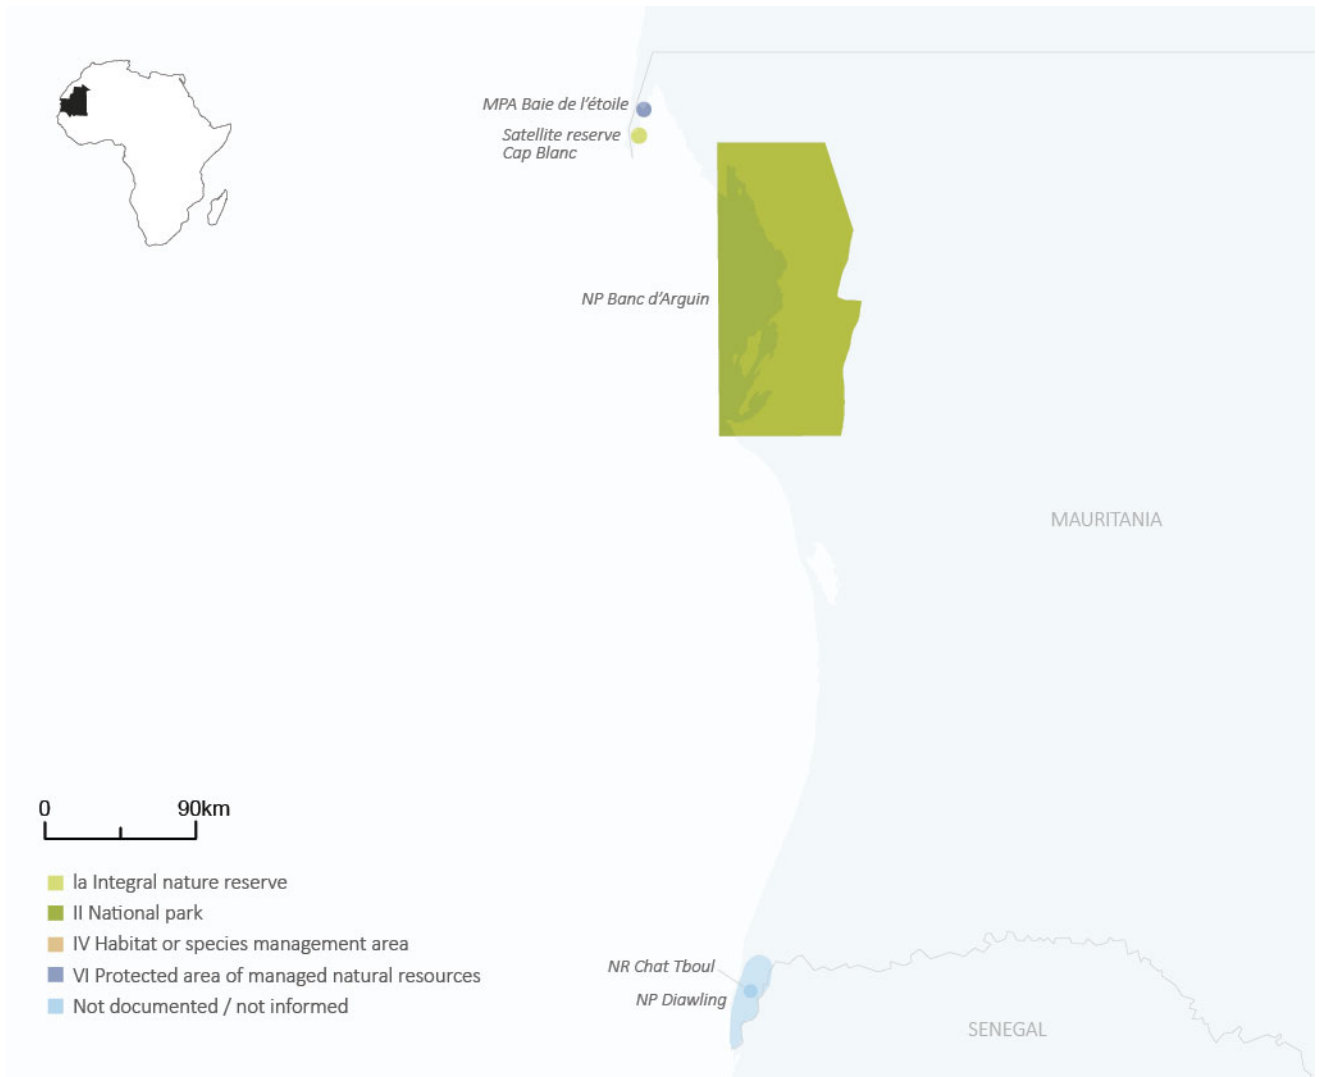 MPA Baie de l'étoile
Satellite reserve
Cap Blanc
NP Banc d'Arguin
MAURITANIA
0 90km
la Integral nature reserve
II National park
IV Habitat or species management area
VI Protected area of managed natural resources
Not documented / not informed
NR Chat Tboul
NP Diawling
SENEGAL